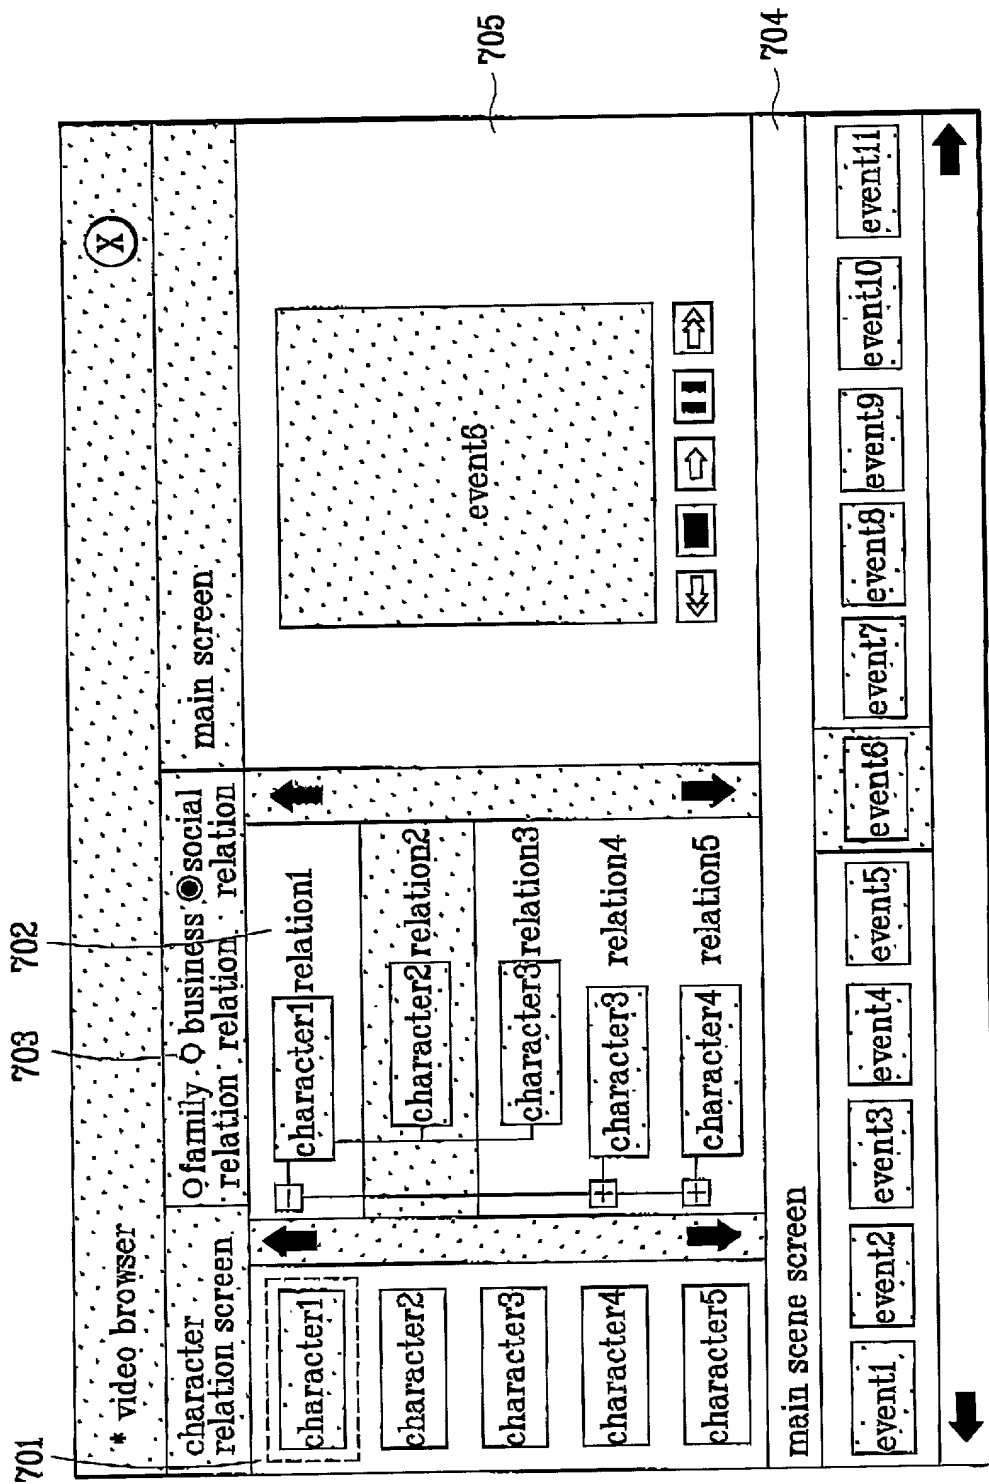 * video browser
X
character
relation screen
family
relation
business
relation
social
relation
main screen
character1
character2
character3
character4
character5
character1 relation1
character2 relation2
character3 relation3
character3 relation4
character4 relation5
event6
main scene screen
event1 event2 event3 event4 event5 event6 event7 event8 event9 event10 event11
701
703
702
705
704